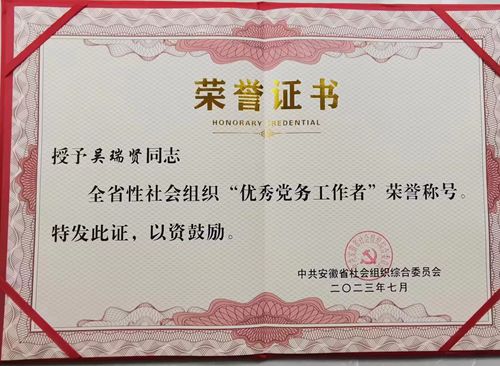 荣誉证书
HONORARY CREDENTIAL
授予吴瑞贤同志
全省性社会组织“优秀党务工作者”荣誉称号。
特发此证，以资鼓励。
中共安徽省社会组织综合委员会
二〇二三年七月